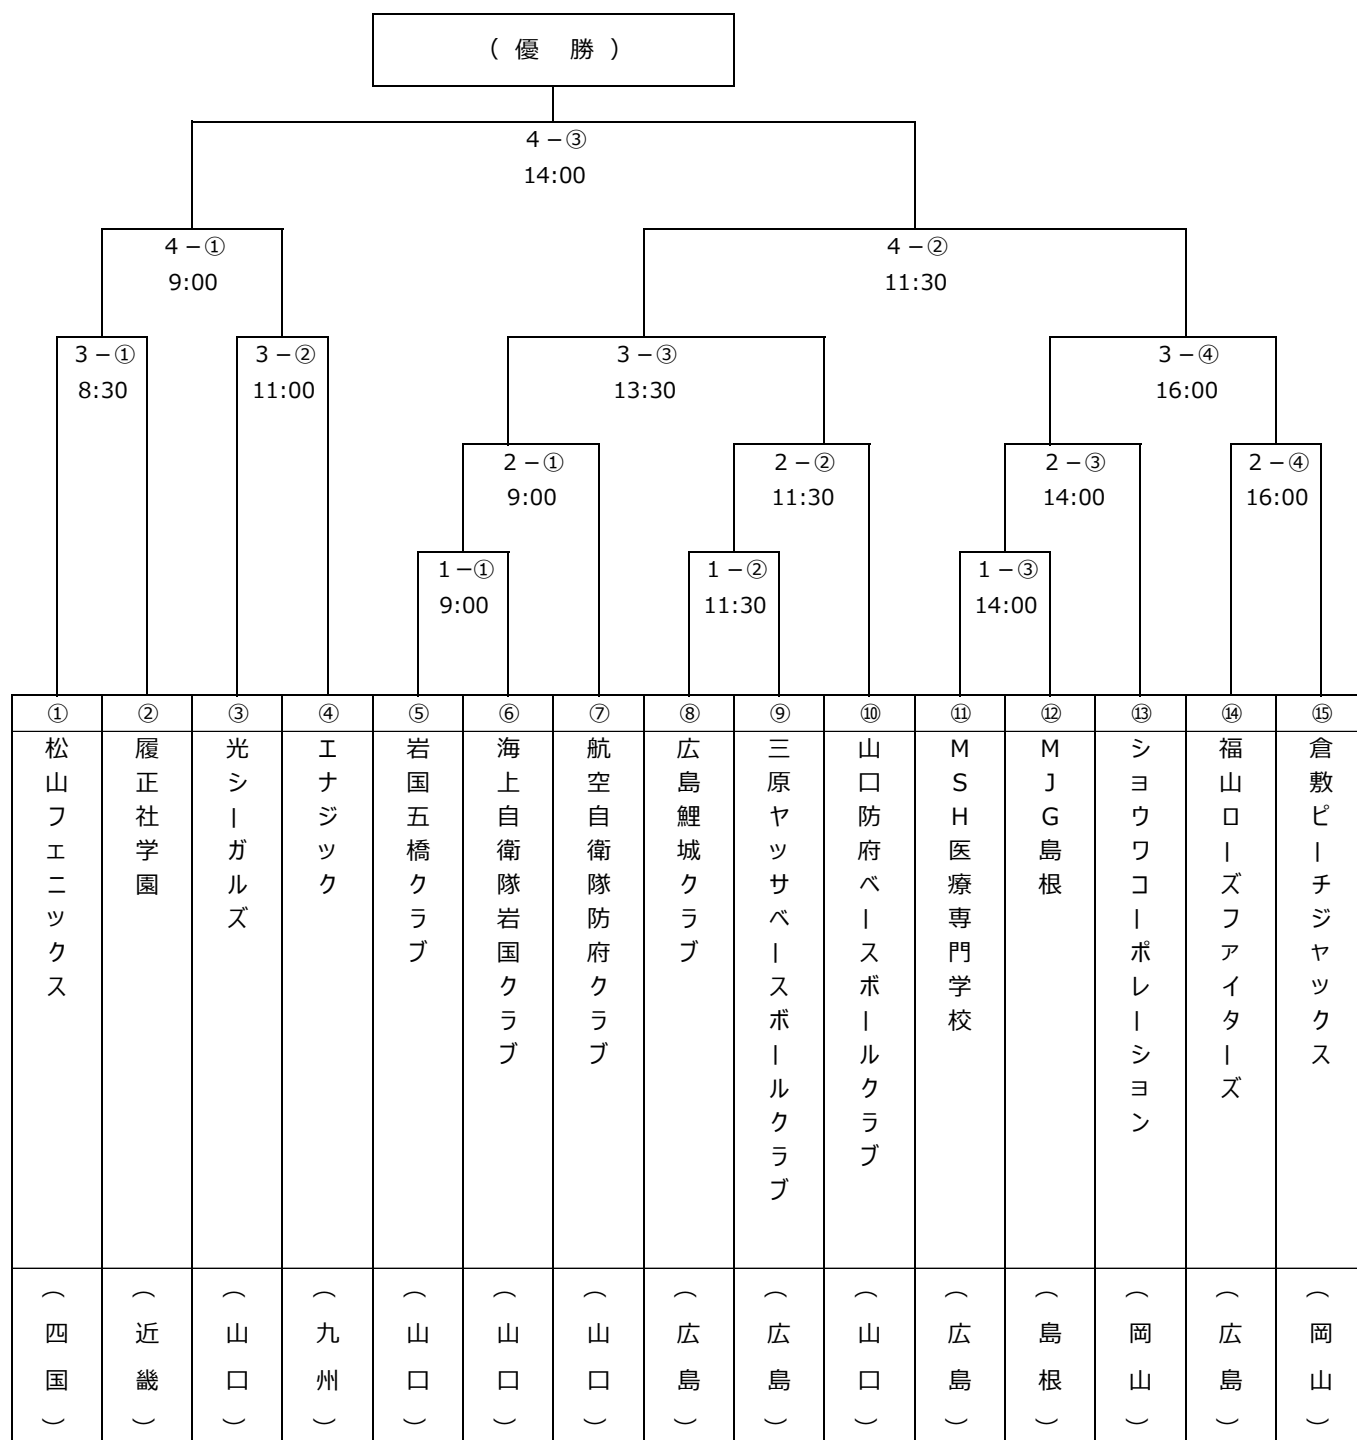 （ 優　勝 ）
4－③
14:00
4－①
9:00
4－②
11:30
3－①
8:30
3－②
11:00
3－③
13:30
3－④
16:00
2－①
9:00
2－②
11:30
2－③
14:00
2－④
16:00
1－①
9:00
1－②
11:30
1－③
14:00
① ② ③ ④ ⑤ ⑥ ⑦ ⑧ ⑨ ⑩ ⑪ ⑫ ⑬ ⑭ ⑮
松山フェニックス
履正社学園
光シーガルズ
エナジック
岩国五橋クラブ
海上自衛隊岩国クラブ
航空自衛隊防府クラブ
広島鯉城クラブ
三原ヤッサベースボールクラブ
山口防府ベースボールクラブ
MSH医療専門学校
MJG島根
ショウワコーポレーション
福山ローズファイターズ
倉敷ピーチジャックス
（四国）
（近畿）
（山口）
（九州）
（山口）
（山口）
（山口）
（広島）
（広島）
（山口）
（広島）
（島根）
（岡山）
（広島）
（岡山）